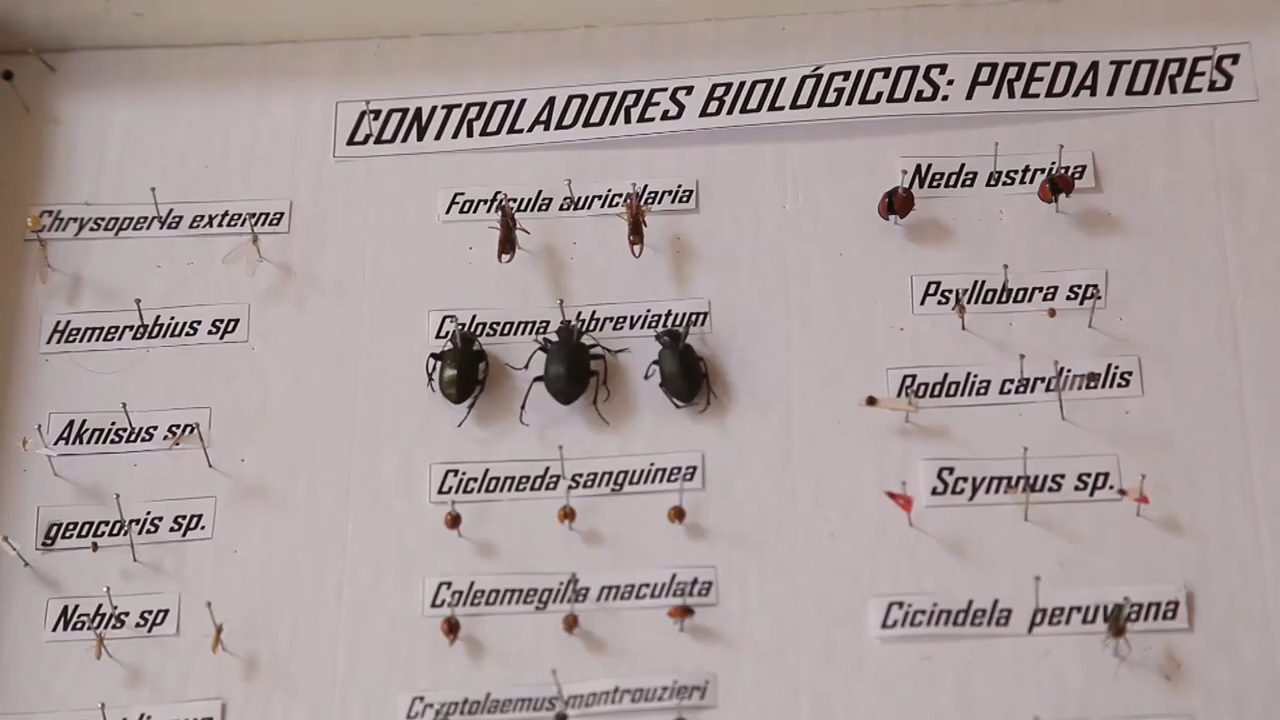 CONTROLADORES BIOLÓGICOS: PREDATORES
Chrysoperla externa
Hemerobius sp
Aknisus sp
geocoris sp.
Nabis sp
Forficula auricularia
Calosoma abbreviatum
Cicloneda sanguinea
Coleomegilla maculata
Cryptolaemus montrouzieri
Neda ostrina
Psyllobora sp.
Rodolia cardinalis
Scymnus sp.
Cicindela peruviana